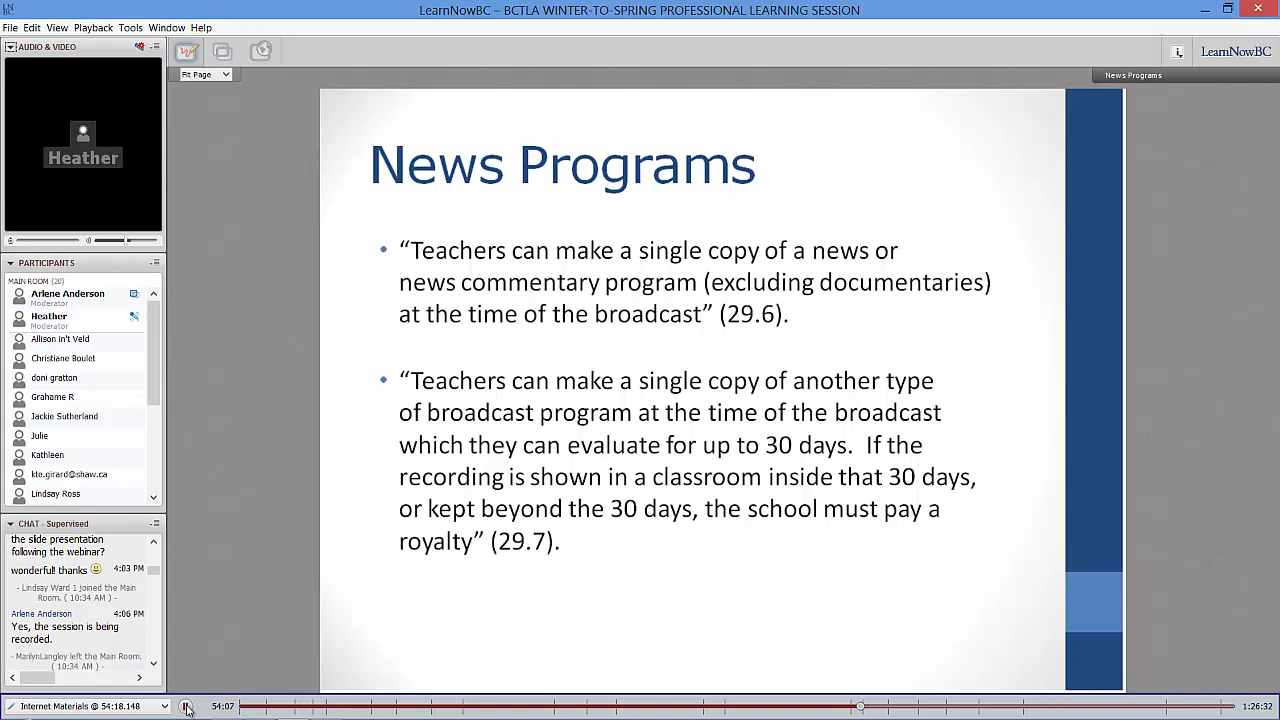 LearnNowBC – BCTLA WINTER-TO-SPRING PROFESSIONAL LEARNING SESSION
File Edit View Playback Tools Window Help
AUDIO & VIDEO
LearnNowBC
Fit Page
News Programs
Heather
PARTICIPANTS
MAIN ROOM (20)
Arlene Anderson
Moderator
Heather
Moderator
Allison in't Veld
Christiane Boulet
doni gratton
Grahame R
Jackie Sutherland
Julie
Kathleen
kte.girard@shaw.ca
Lindsay Ross
CHAT - Supervised
the slide presentation
following the webinar?
wonderful! thanks 4:03 PM
- Lindsay Ward 1 joined the Main
Room. ( 10:34 AM ) -
Arlene Anderson 4:06 PM
Yes, the session is being
recorded.
- MarilynLangley left the Main Room.
( 10:34 AM ) -
News Programs
• “Teachers can make a single copy of a news or
news commentary program (excluding documentaries)
at the time of the broadcast” (29.6).
• “Teachers can make a single copy of another type
of broadcast program at the time of the broadcast
which they can evaluate for up to 30 days.  If the
recording is shown in a classroom inside that 30 days,
or kept beyond the 30 days, the school must pay a
royalty” (29.7).
Internet Materials @ 54:18.148
54:07
1:26:32